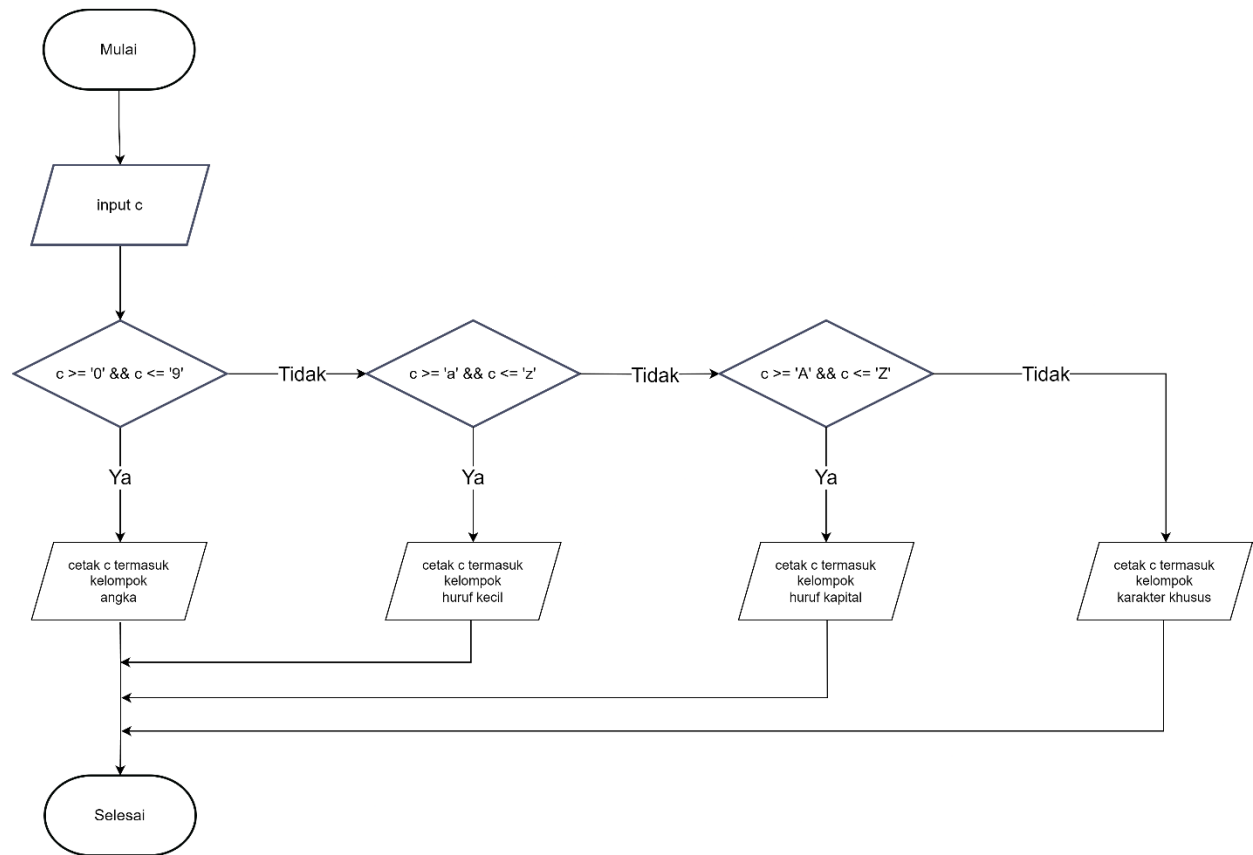 Mulai
input c
c >= '0' && c <= '9'
Tidak
c >= 'a' && c <= 'z'
Tidak
c >= 'A' && c <= 'Z'
Tidak
Ya
Ya
Ya
cetak c termasuk
kelompok
angka
cetak c termasuk
kelompok
huruf kecil
cetak c termasuk
kelompok
huruf kapital
cetak c termasuk
kelompok
karakter khusus
Selesai